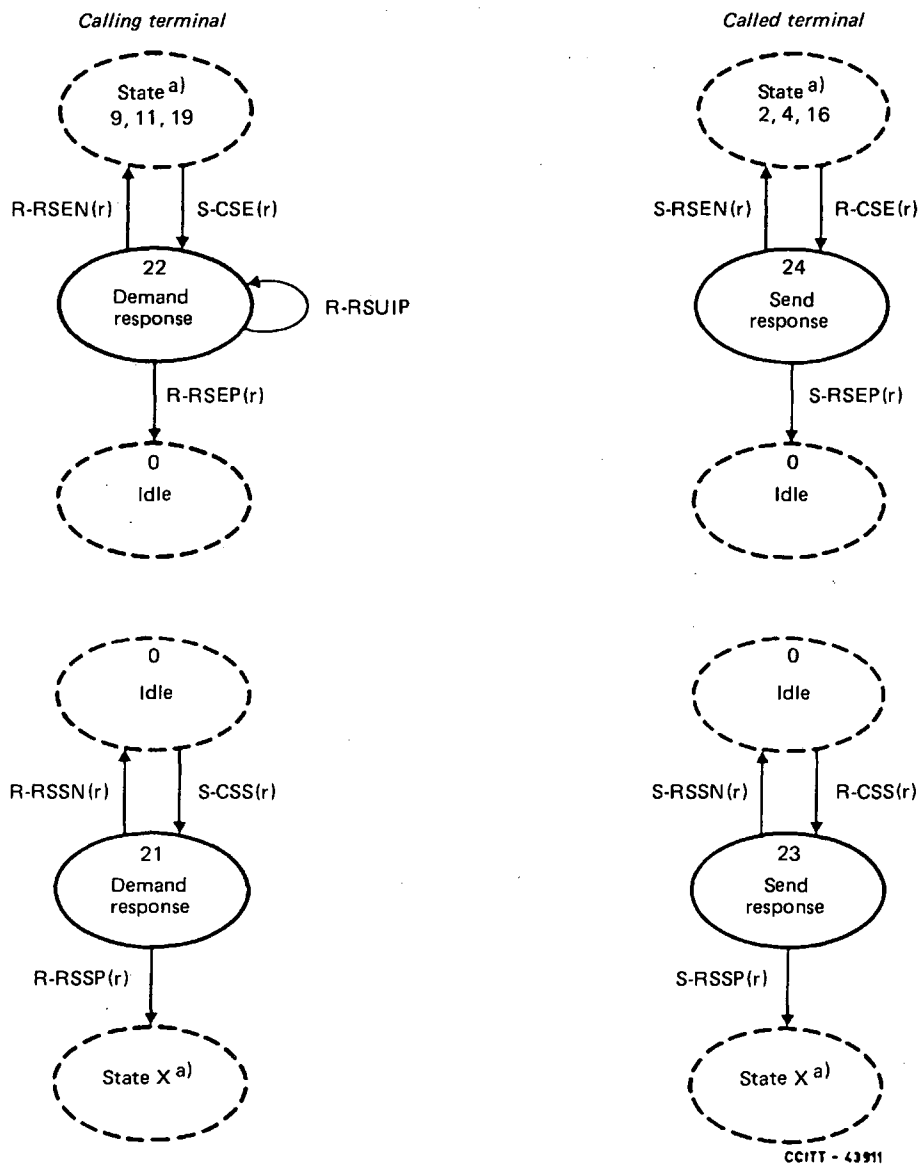 Calling terminal
Called terminal
State a)
9, 11, 19
State a)
2, 4, 16
R-RSEN(r)
S-CSE(r)
S-RSEN(r)
R-CSE(r)
22
Demand
response
R-RSUIP
24
Send
response
R-RSEP(r)
S-RSEP(r)
0
Idle
0
Idle
0
Idle
0
Idle
R-RSSN(r)
S-CSS(r)
S-RSSN(r)
R-CSS(r)
21
Demand
response
23
Send
response
R-RSSP(r)
S-RSSP(r)
State X a)
State X a)
CCITT - 43911